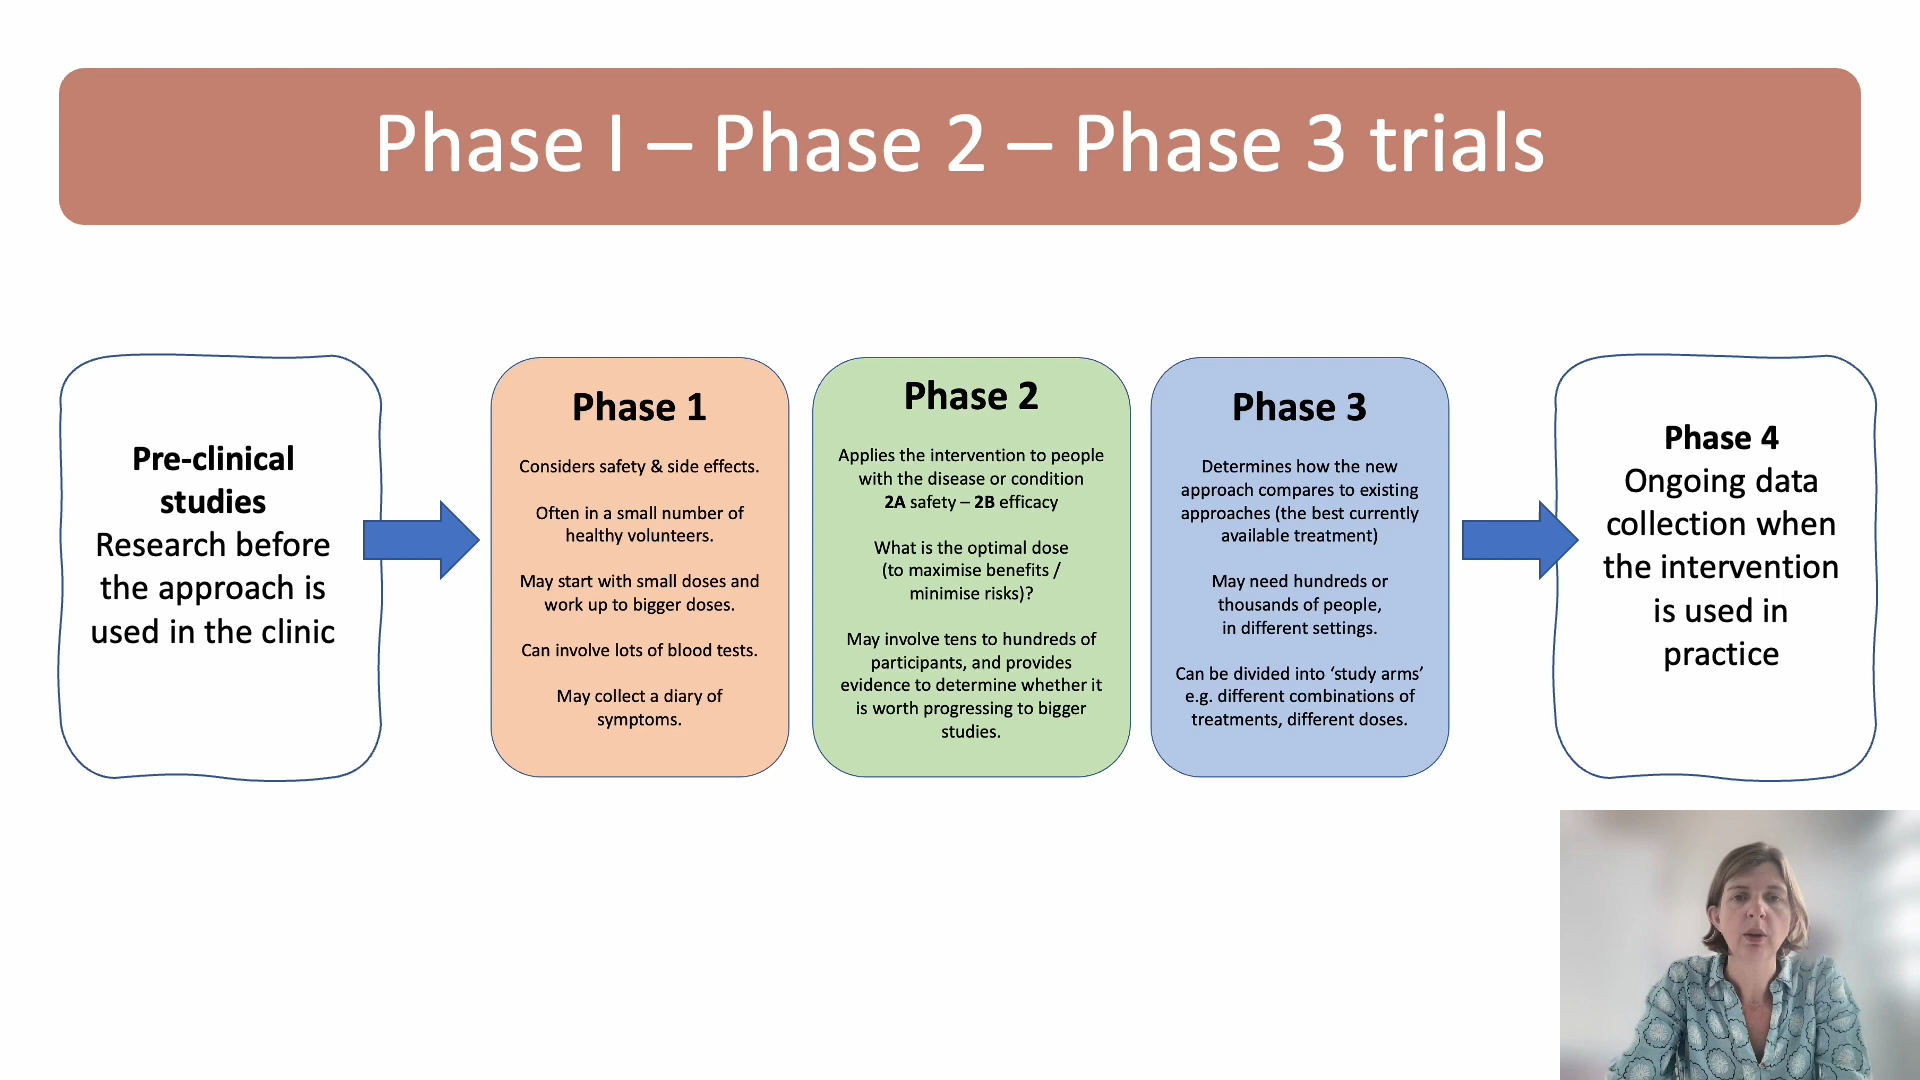 Phase I – Phase 2 – Phase 3 trials
Pre-clinical
studies
Research before
the approach is
used in the clinic
Phase 1
Considers safety & side effects.
Often in a small number of
healthy volunteers.
May start with small doses and
work up to bigger doses.
Can involve lots of blood tests.
May collect a diary of
symptoms.
Phase 2
Applies the intervention to people
with the disease or condition
2A safety – 2B efficacy
What is the optimal dose
(to maximise benefits /
minimise risks)?
May involve tens to hundreds of
participants, and provides
evidence to determine whether it
is worth progressing to bigger
studies.
Phase 3
Determines how the new
approach compares to existing
approaches (the best currently
available treatment)
May need hundreds or
thousands of people,
in different settings.
Can be divided into ‘study arms’
e.g. different combinations of
treatments, different doses.
Phase 4
Ongoing data
collection when
the intervention
is used in
practice